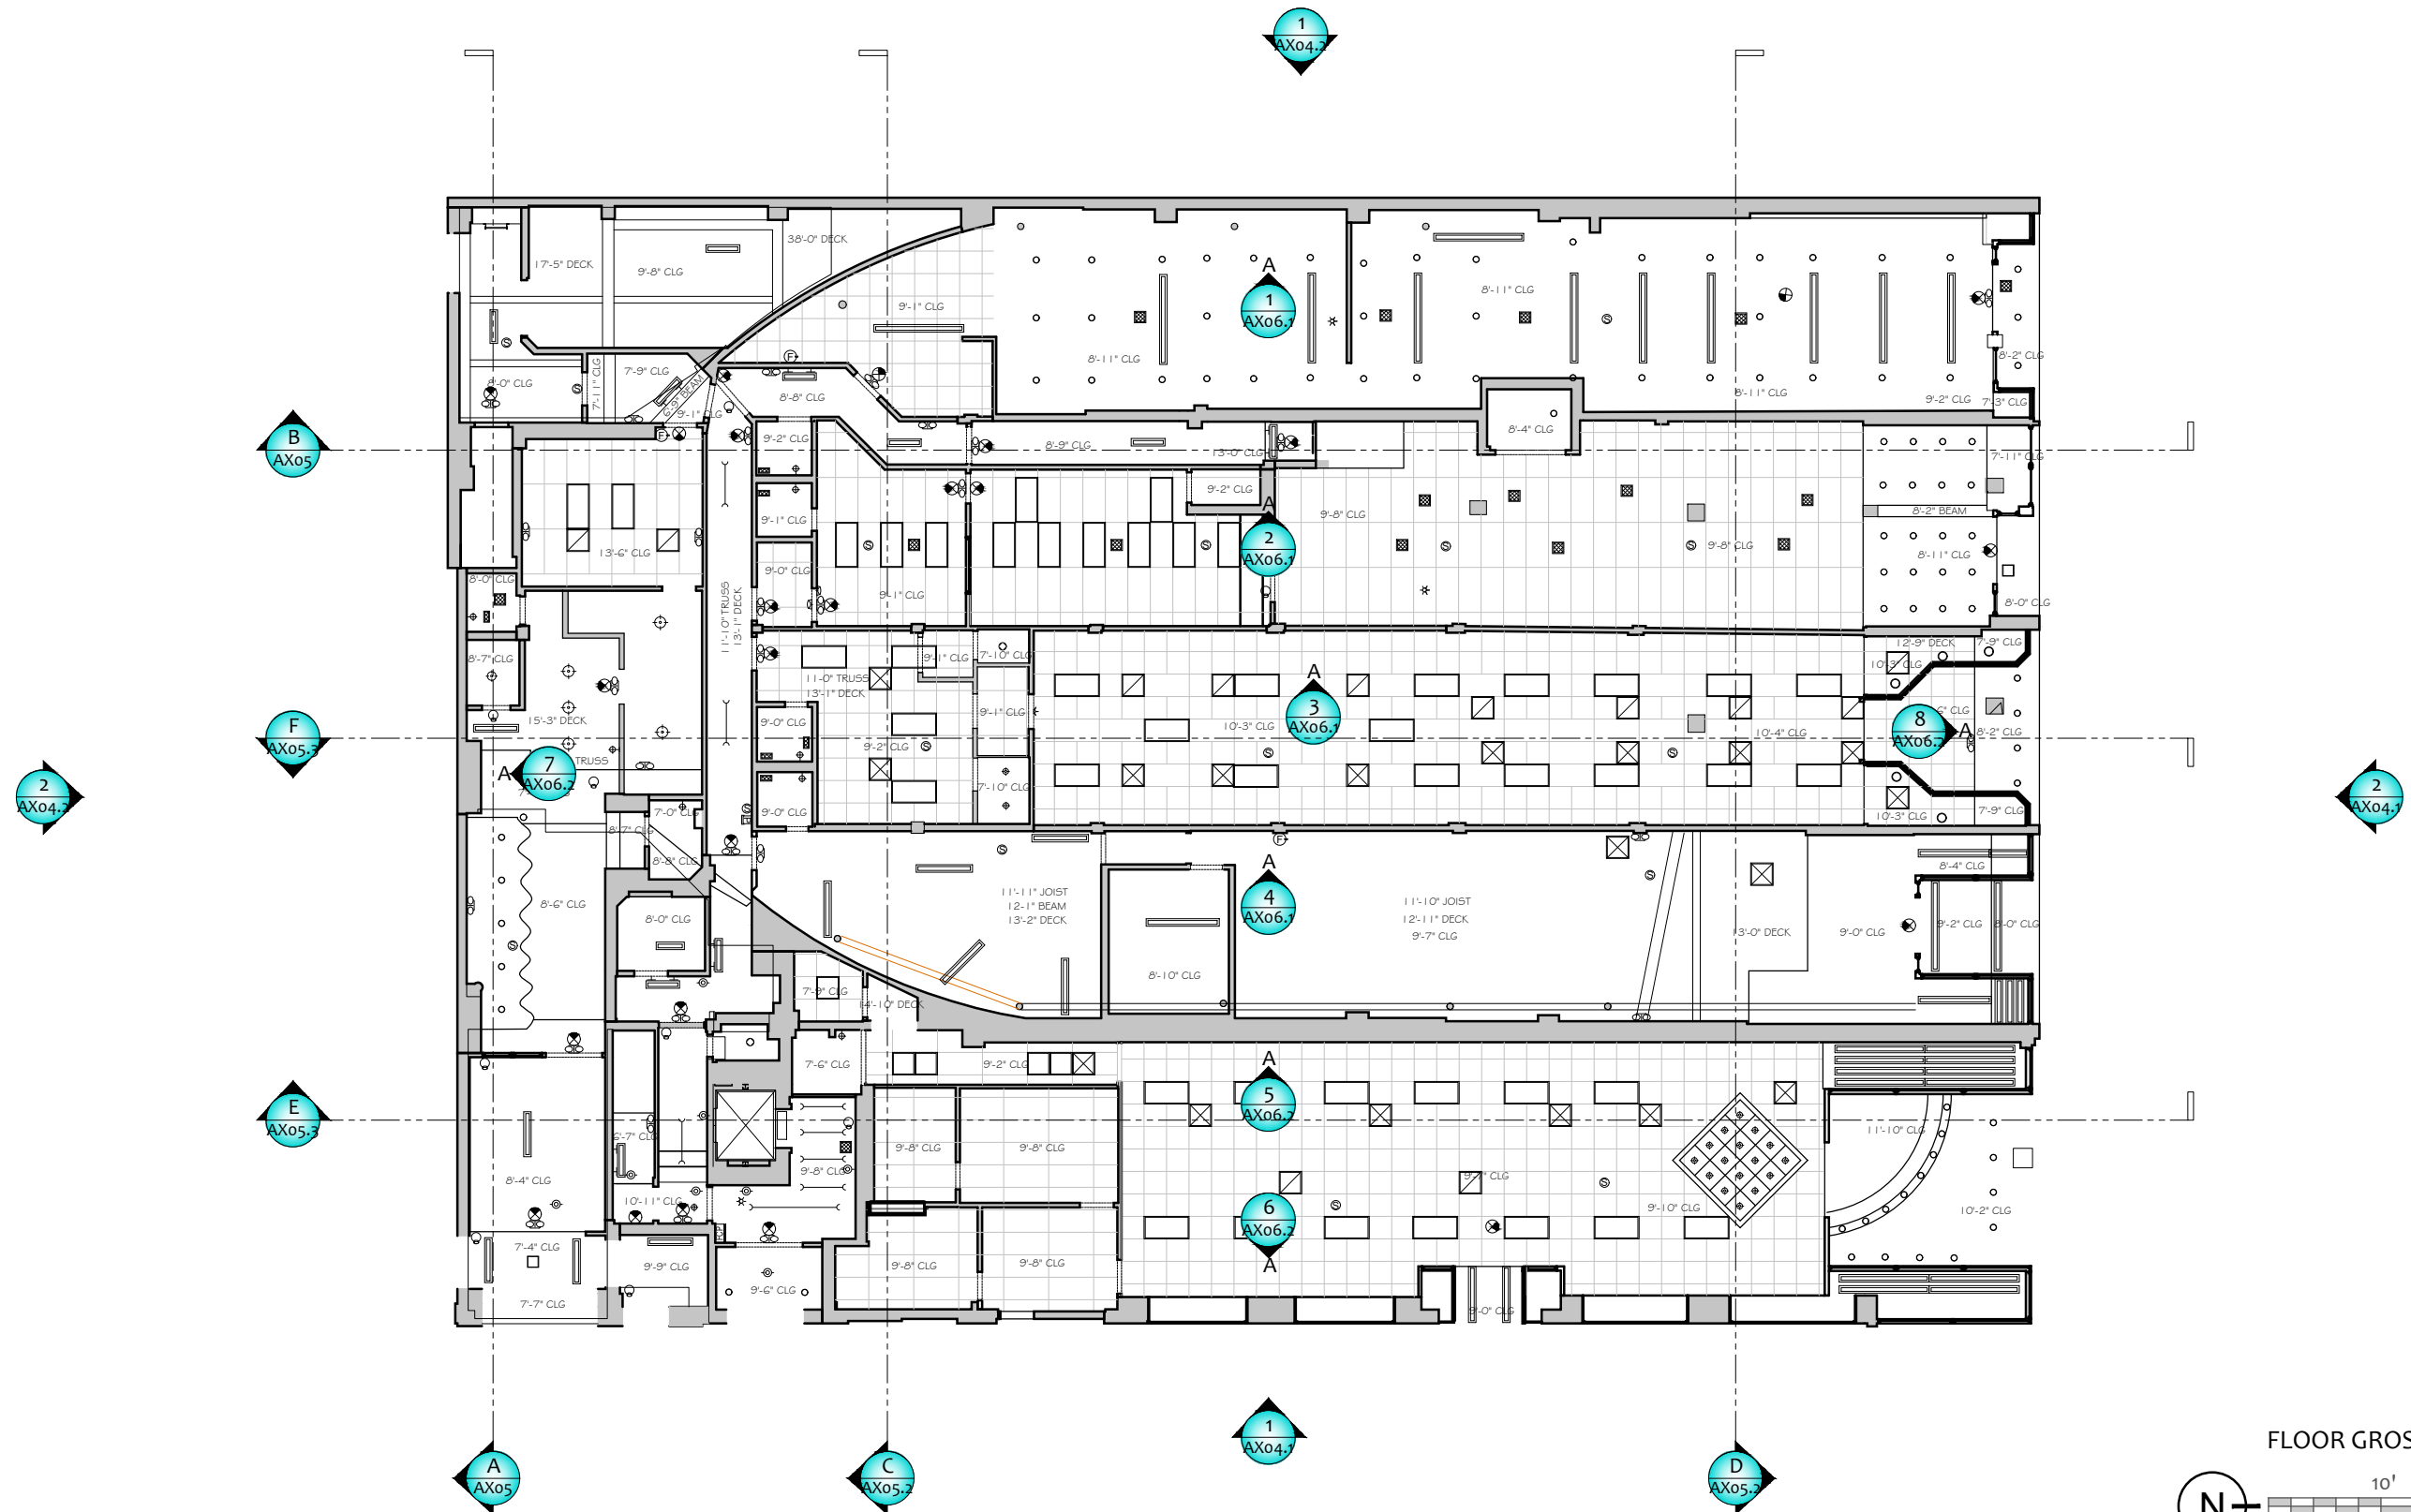 1
AX04.2
38'-0" DECK
17'-5" DECK
9'-8" CLG
A
1
AX06.1
8'-11" CLG
9'-1" CLG
8'-11" CLG
8'-2" CLG
7'-1" CLG
7'-9" CLG
8'-0" CLG
6'-9" BEAM
F
8'-8" CLG
8'-11" CLG
9'-2" CLG
7'-3" CLG
9'-1" CLG
F
9'-2" CLG
8'-9" CLG
13'-0" CLG
8'-4" CLG
B
AX05
7'-11" CLG
9'-2" CLG
A
9'-1" CLG
9'-8" CLG
8'-2" BEAM
2
AX06.1
13'-6" CLG
9'-8" CLG
8'-11" CLG
9'-0" CLG
8'-0" CLG
9'-1" CLG
8'-0" CLG
11'-10" TRUSS
13'-1" DECK
12'-9" DECK
7'-9" CLG
8'-7" CLG
9'-1" CLG
7'-10" CLG
10'-3" CLG
A
11-0" TRUSS
13'-1" DECK
3
AX06.1
9'-1" CLG
15'-3" DECK
9'-0" CLG
10'-3" CLG
10'-4" CLG
8
AX06.2
A
8'-2" CLG
F
AX05.3
9'-2" CLG
A
7
AX06.2
TRUSS
7'-10" CLG
2
AX04.2
2
AX04.1
7'-0" CLG
9'-0" CLG
10'-3" CLG
7'-9" CLG
8'-7" CLG
F
8'-8" CLG
A
8'-4" CLG
11'-11" JOIST
12-1" BEAM
13'-2" DECK
4
AX06.1
11'-10" JOIST
12'-11" DECK
9'-7" CLG
8'-6" CLG
8'-0" CLG
13'-0" DECK
9'-0" CLG
9'-2" CLG
8'-0" CLG
8'-10" CLG
7'-9" CLG
14'-10" DECK
7'-6" CLG
9'-2" CLG
A
5
AX06.2
E
AX05.3
6'-7" CLG
9'-8" CLG
9'-8" CLG
11'-10" CLG
8'-4" CLG
9'-8" CLG
9'-7" CLG
10'-11" CLG
6
AX06.2
A
9'-10" CLG
10'-2" CLG
7'-4" CLG
9'-9" CLG
9'-8" CLG
9'-8" CLG
9'-6" CLG
7'-7" CLG
9'-0" CLG
1
AX04.1
FLOOR GROS
A
AX05
C
AX05.2
D
AX05.2
10'
N